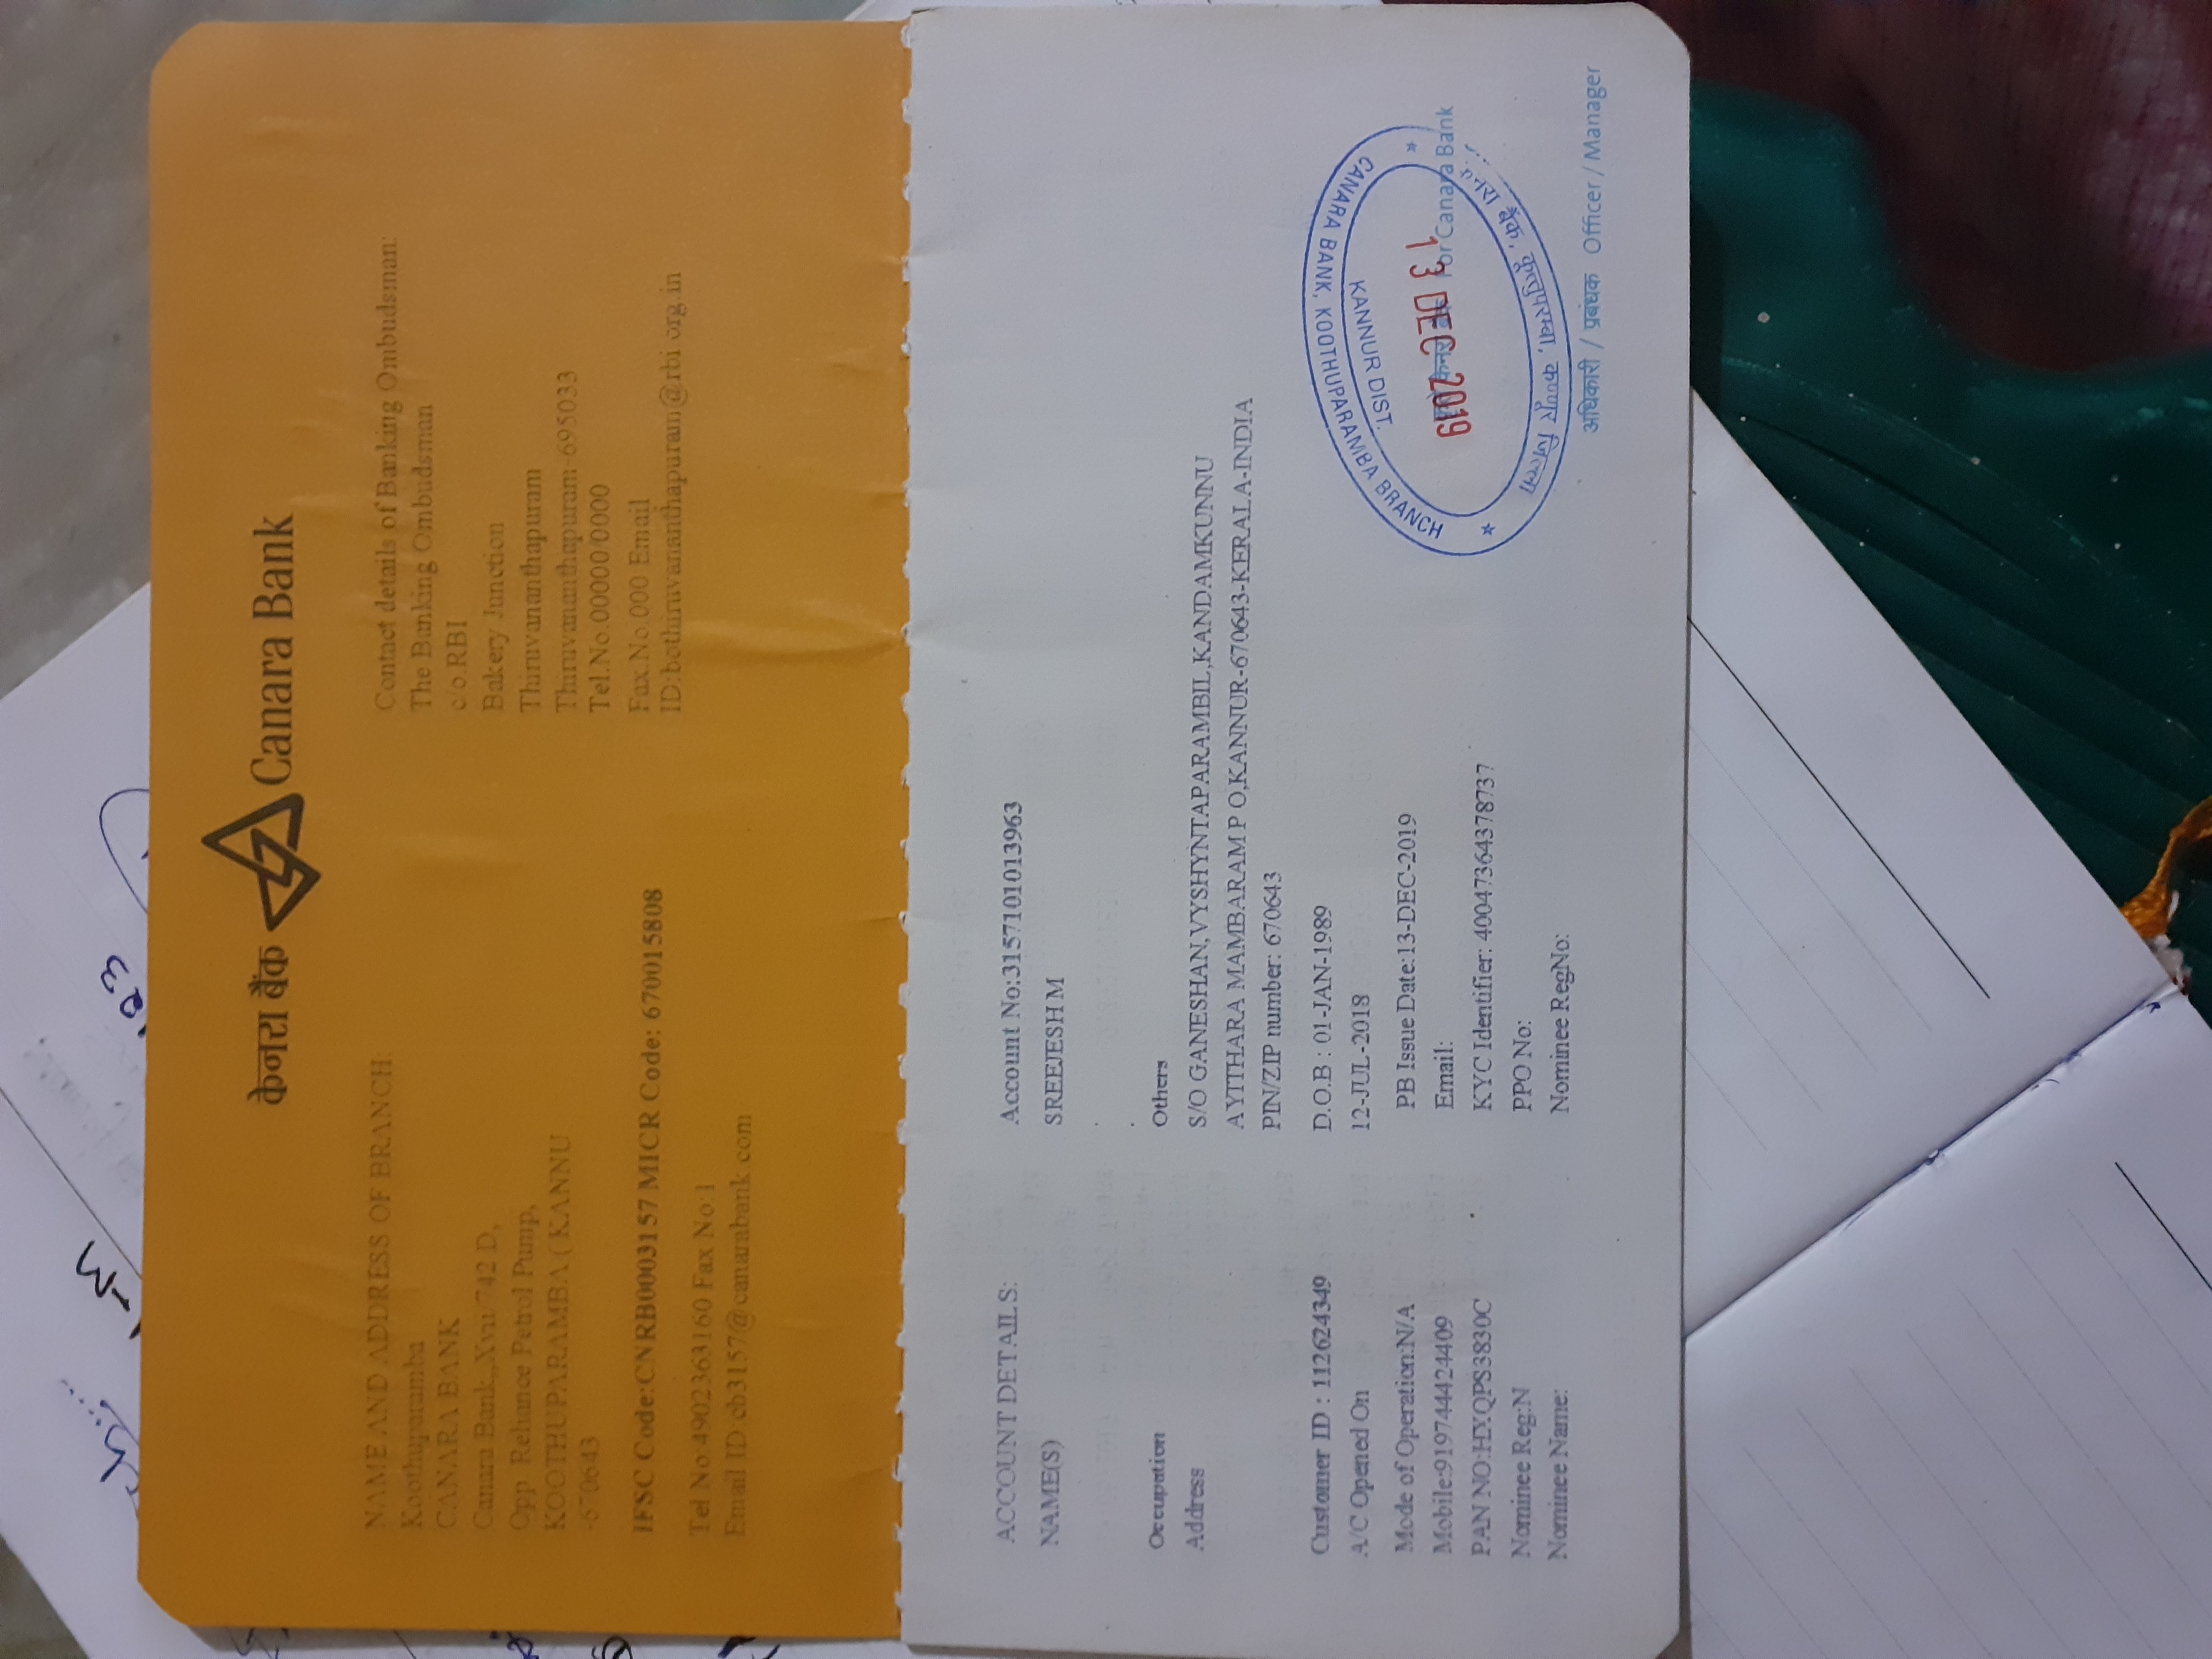 केनरा बैंक Canara Bank
NAME AND ADDRESS OF BRANCH:
Koothuparamba
CANARA BANK
Canara Bank,,Xvii/742 D,
Opp Reliance Petrol Pump,
KOOTHUPARAMBA ( KANNU
-670643
IFSC Code:CNRB0003157 MICR Code: 670015808
Tel No:4902363160 Fax No:1
Email ID cb3157@canarabank.com
Contact details of Banking Ombudsman:
The Banking Ombudsman
c/o.RBI
Bakery Junction
Thiruvananthapuram
Thiruvananthapuram-695033
Tel.No.00000/0000
Fax.No.000 Email
ID:bothiruvananthapuram@rbi.org.in
ACCOUNT DETAILS: Account No:3157101013963
NAME(S) SREEJESH M
Occupation Others
Address S/O GANESHAN,VYSHYNTAPARAMBIL,KANDAMKUNNU
AYITHARA MAMBARAM P O,KANNUR-670643-KERALA-INDIA
PIN/ZIP number: 670643
Customer ID : 112624349 D.O.B : 01-JAN-1989
A/C Opened On 12-JUL-2018
Mode of Operation:N/A PB Issue Date:13-DEC-2019
Mobile:919744424409 Email:
PAN NO:HYQPS3830C KYC Identifier: 40047364378737
Nominee Reg:N PPO No:
Nominee Name: Nominee RegNo:
CANARA BANK, KOOTHUPARAMBA BRANCH
KANNUR DIST.
13 DEC 2019
केनरा बैंक For Canara Bank
अधिकारी / प्रबंधक Officer / Manager